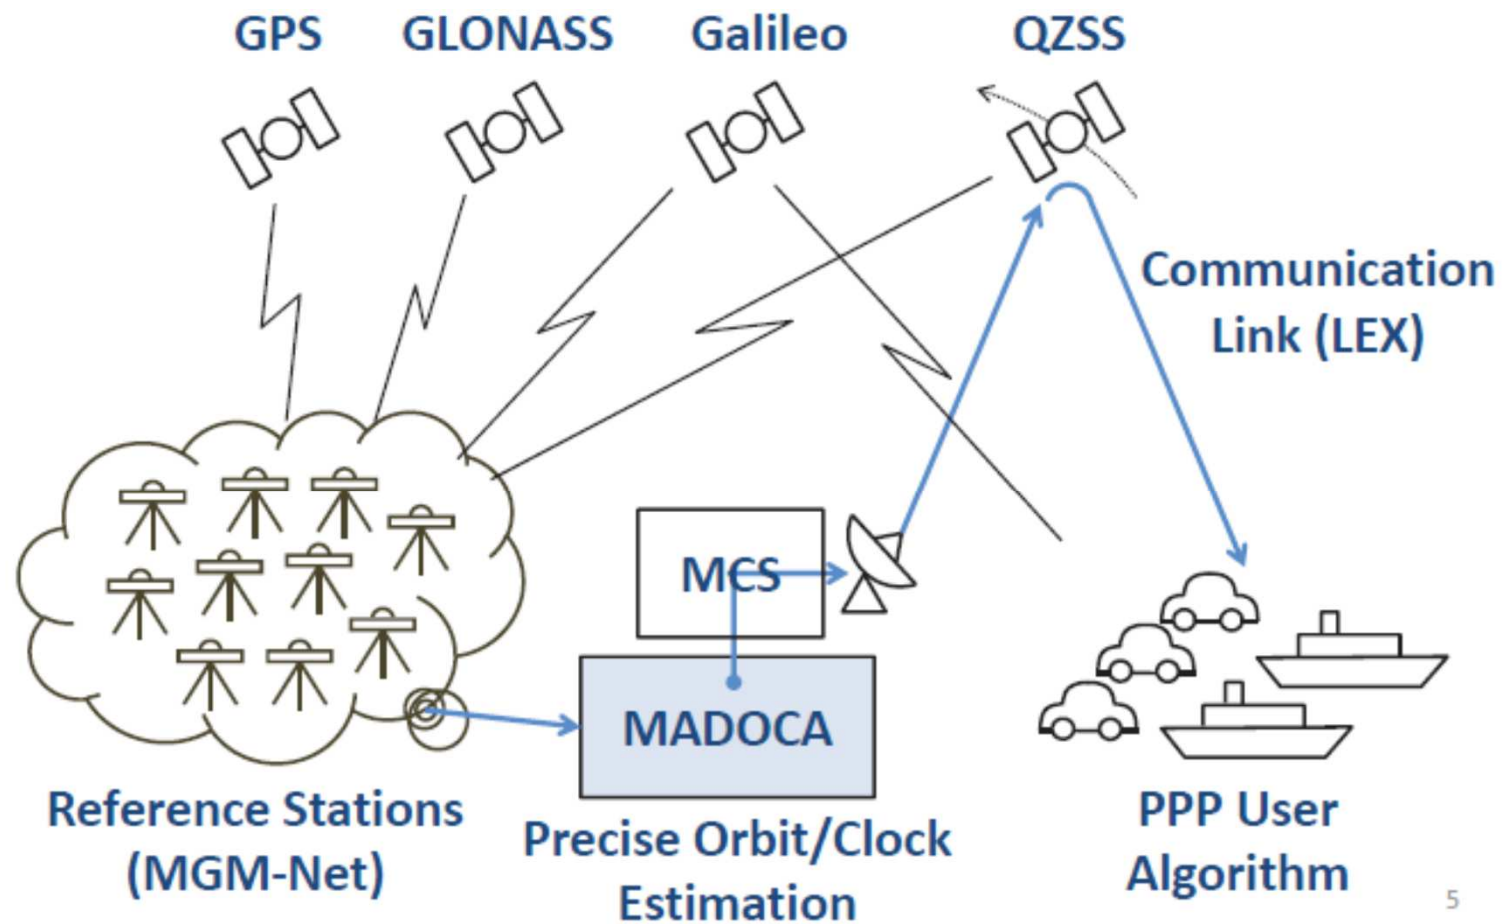 GPS
GLONASS
Galileo
QZSS
Communication
Link (LEX)
MCS
MADOCA
Reference Stations
(MGM-Net)
Precise Orbit/Clock
Estimation
PPP User
Algorithm
5